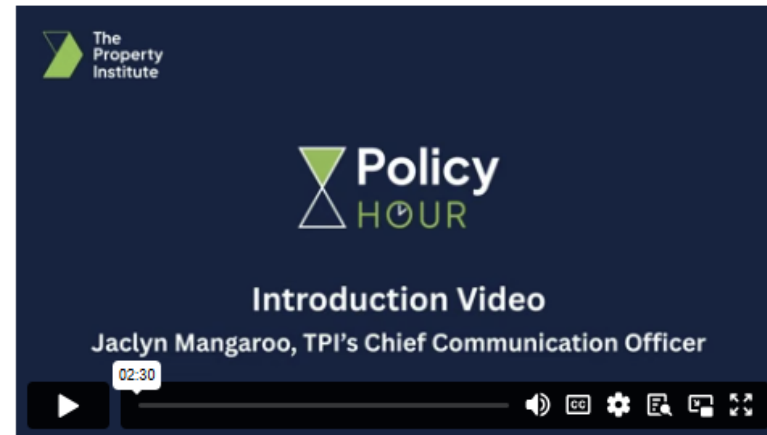 The
Property
Institute
Policy
HOUR
Introduction Video
Jaclyn Mangaroo, TPI's Chief Communication Officer
02:30
CC